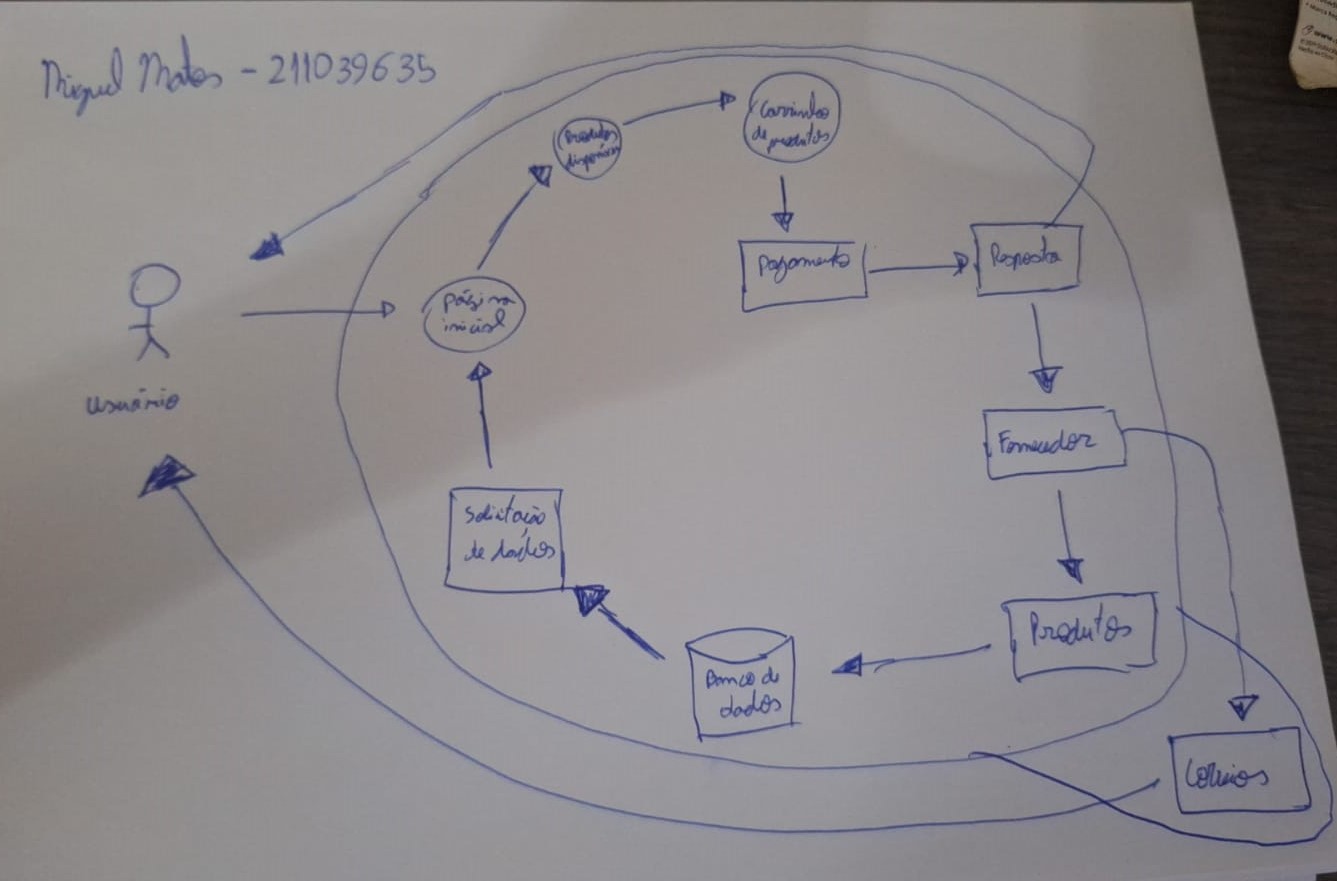 Miguel Matos - 211039635
Produtos
disponíveis
Carrinho
de produtos
Pagamento
Resposta
Página
inicial
Usuário
Fornecedor
Solicitação
de dados
Produtos
Banco de
dados
Correios